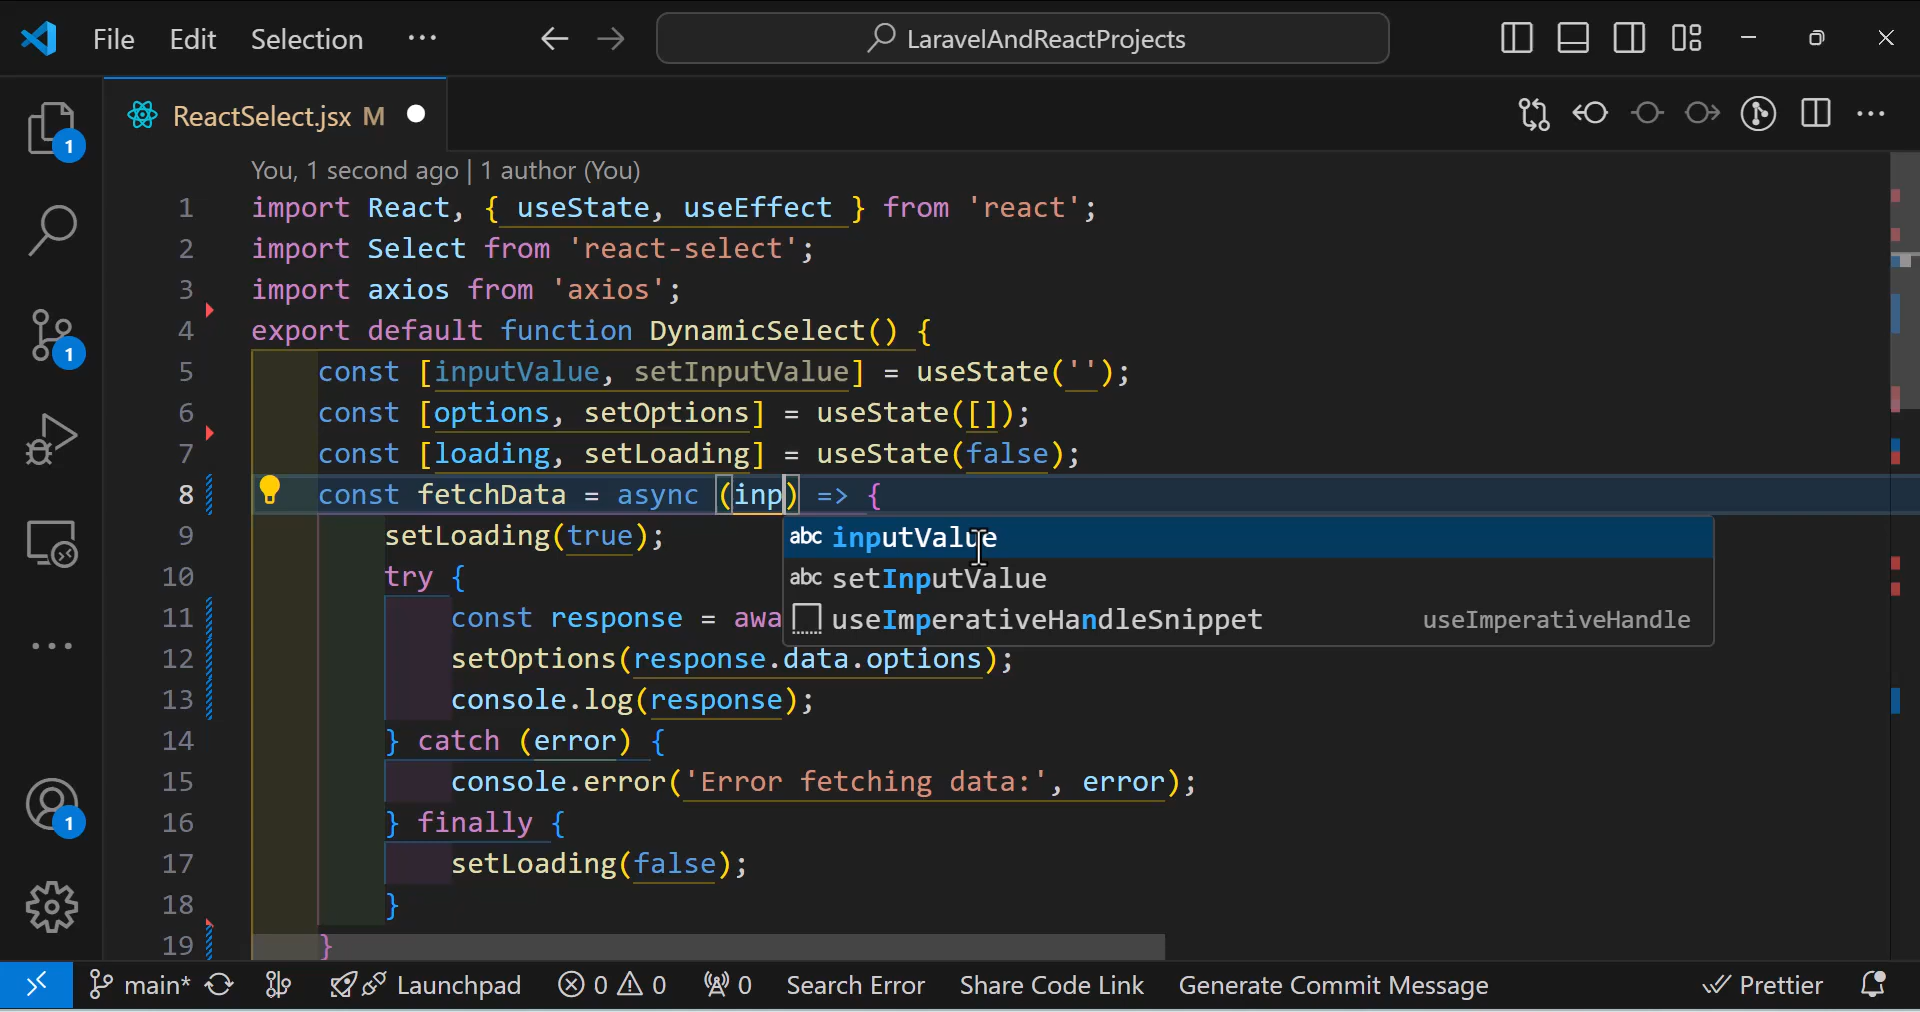 File Edit Selection ··· LaravelAndReactProjects
ReactSelect.jsx M
You, 1 second ago | 1 author (You)
1 import React, { useState, useEffect } from 'react';
2 import Select from 'react-select';
3 import axios from 'axios';
4 export default function DynamicSelect() {
5 const [inputValue, setInputValue] = useState('');
6 const [options, setOptions] = useState([]);
7 const [loading, setLoading] = useState(false);
8 const fetchData = async (inp) => {
9 setLoading(true);
inputValue
10 try {
setInputValue
11 const response = awa
useImperativeHandleSnippet useImperativeHandle
12 setOptions(response.data.options);
13 console.log(response);
14 } catch (error) {
15 console.error('Error fetching data:', error);
16 } finally {
17 setLoading(false);
18 }
19 }
1
1
1
main* Launchpad 0 0 0 Search Error Share Code Link Generate Commit Message Prettier